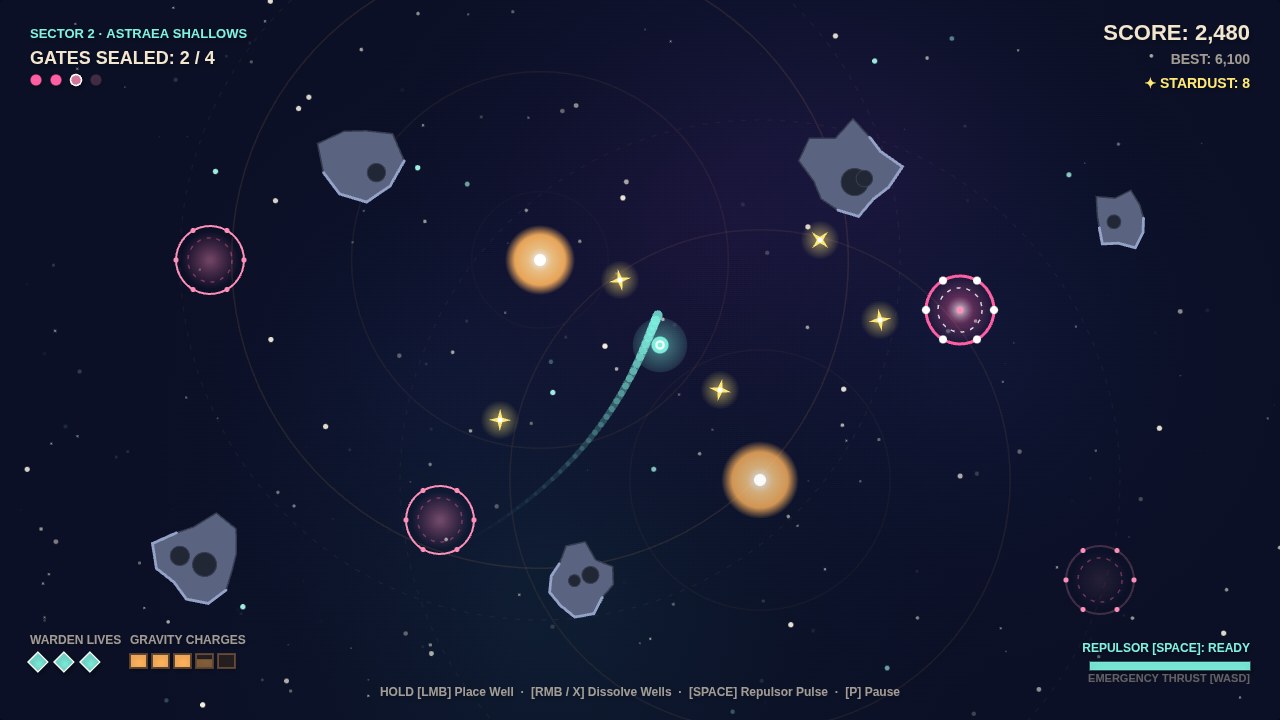 SECTOR 2 · ASTRAEA SHALLOWS
GATES SEALED: 2 / 4
SCORE: 2,480
BEST: 6,100
✦ STARDUST: 8
WARDEN LIVES
GRAVITY CHARGES
REPULSOR [SPACE]: READY
EMERGENCY THRUST [WASD]
HOLD [LMB] Place Well · [RMB / X] Dissolve Wells · [SPACE] Repulsor Pulse · [P] Pause